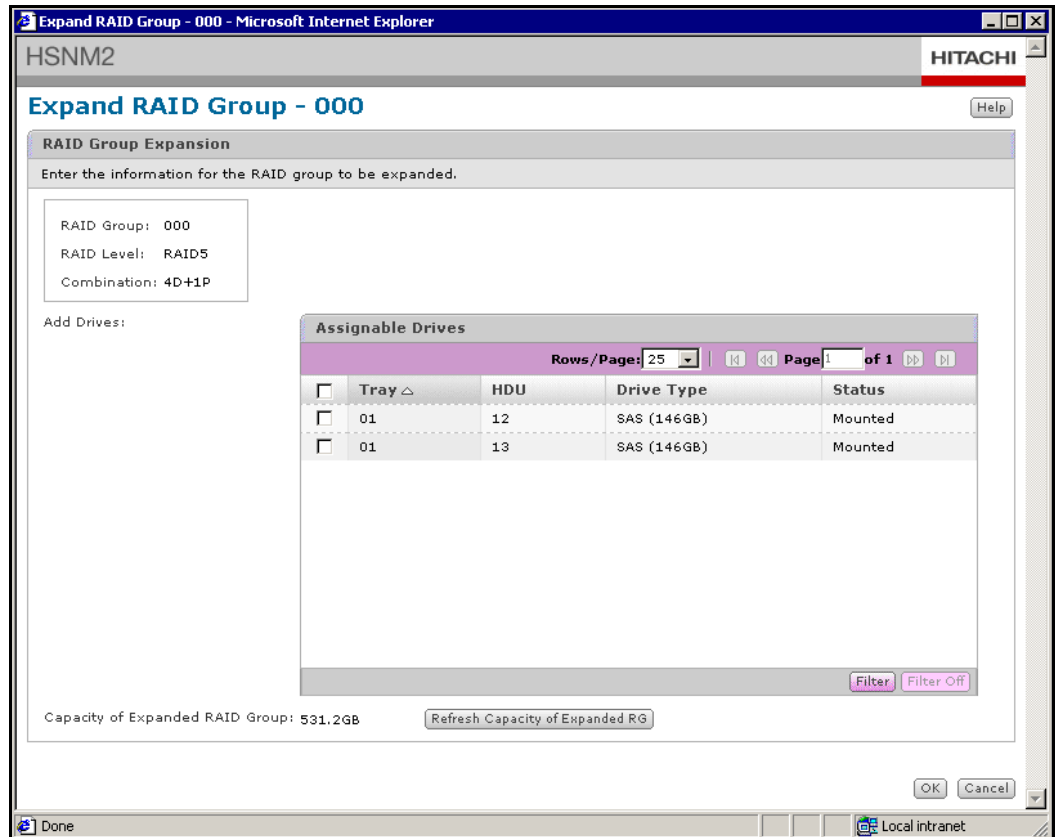 Expand RAID Group - 000 - Microsoft Internet Explorer
HSNM2 HITACHI
Expand RAID Group - 000 Help
RAID Group Expansion
Enter the information for the RAID group to be expanded.
RAID Group: 000
RAID Level: RAID5
Combination: 4D+1P
Add Drives:
Assignable Drives
Rows/Page: 25 Page 1 of 1
Tray HDU Drive Type Status
01 12 SAS (146GB) Mounted
01 13 SAS (146GB) Mounted
Filter Filter Off
Capacity of Expanded RAID Group: 531.2GB Refresh Capacity of Expanded RG
OK Cancel
Done Local intranet